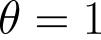 θ = 1